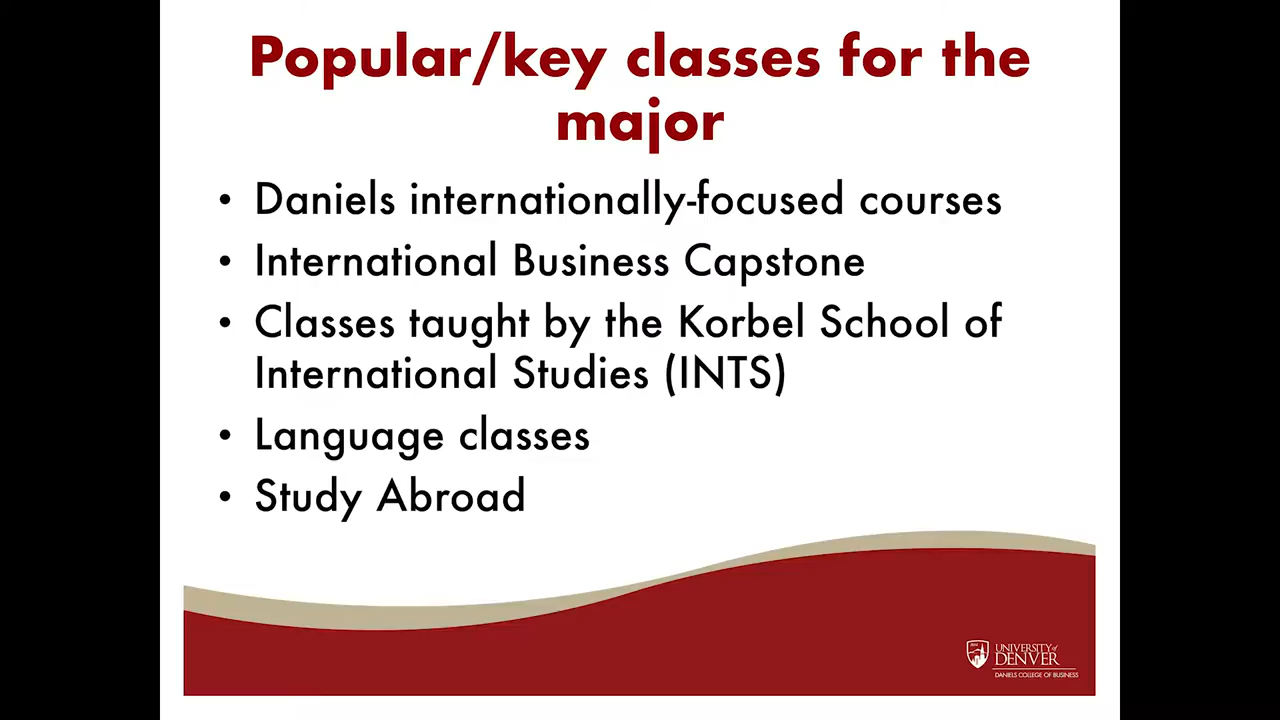 Popular/key classes for the
major
• Daniels internationally-focused courses
• International Business Capstone
• Classes taught by the Korbel School of
International Studies (INTS)
• Language classes
• Study Abroad
UNIVERSITY of
DENVER
DANIELS COLLEGE OF BUSINESS